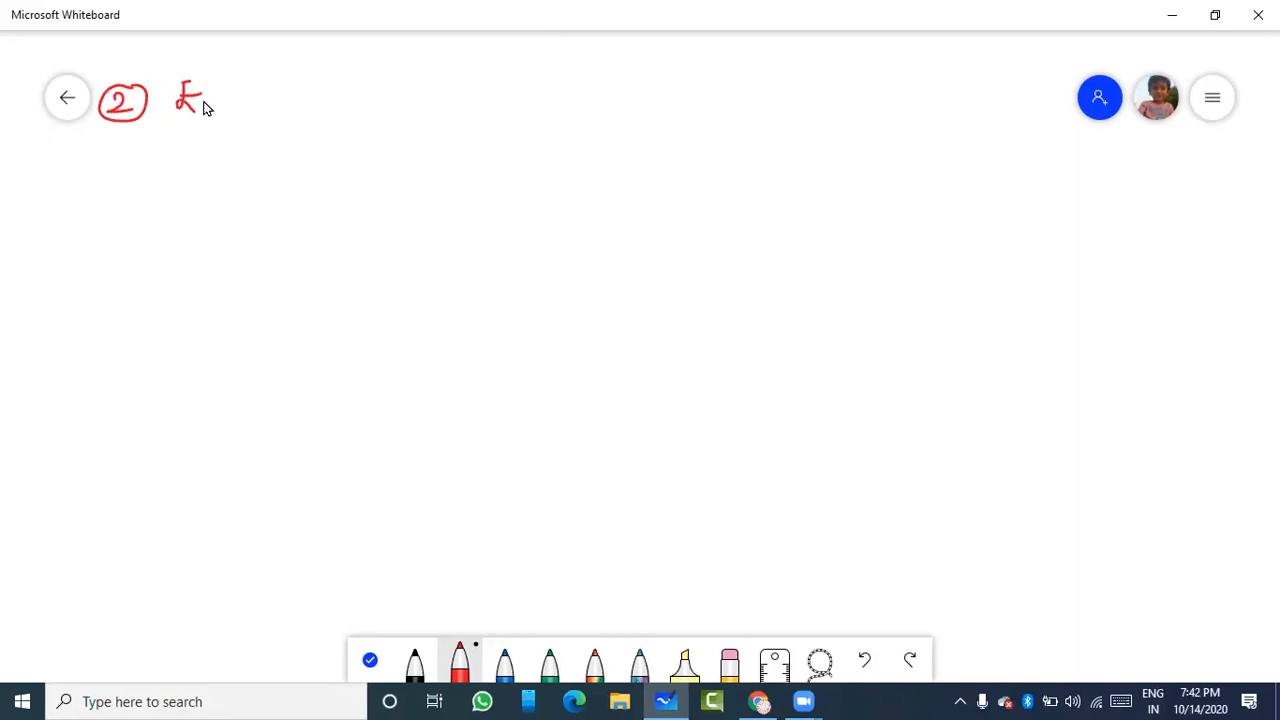 Microsoft Whiteboard
2
Type here to search
ENG
IN
7:42 PM
10/14/2020